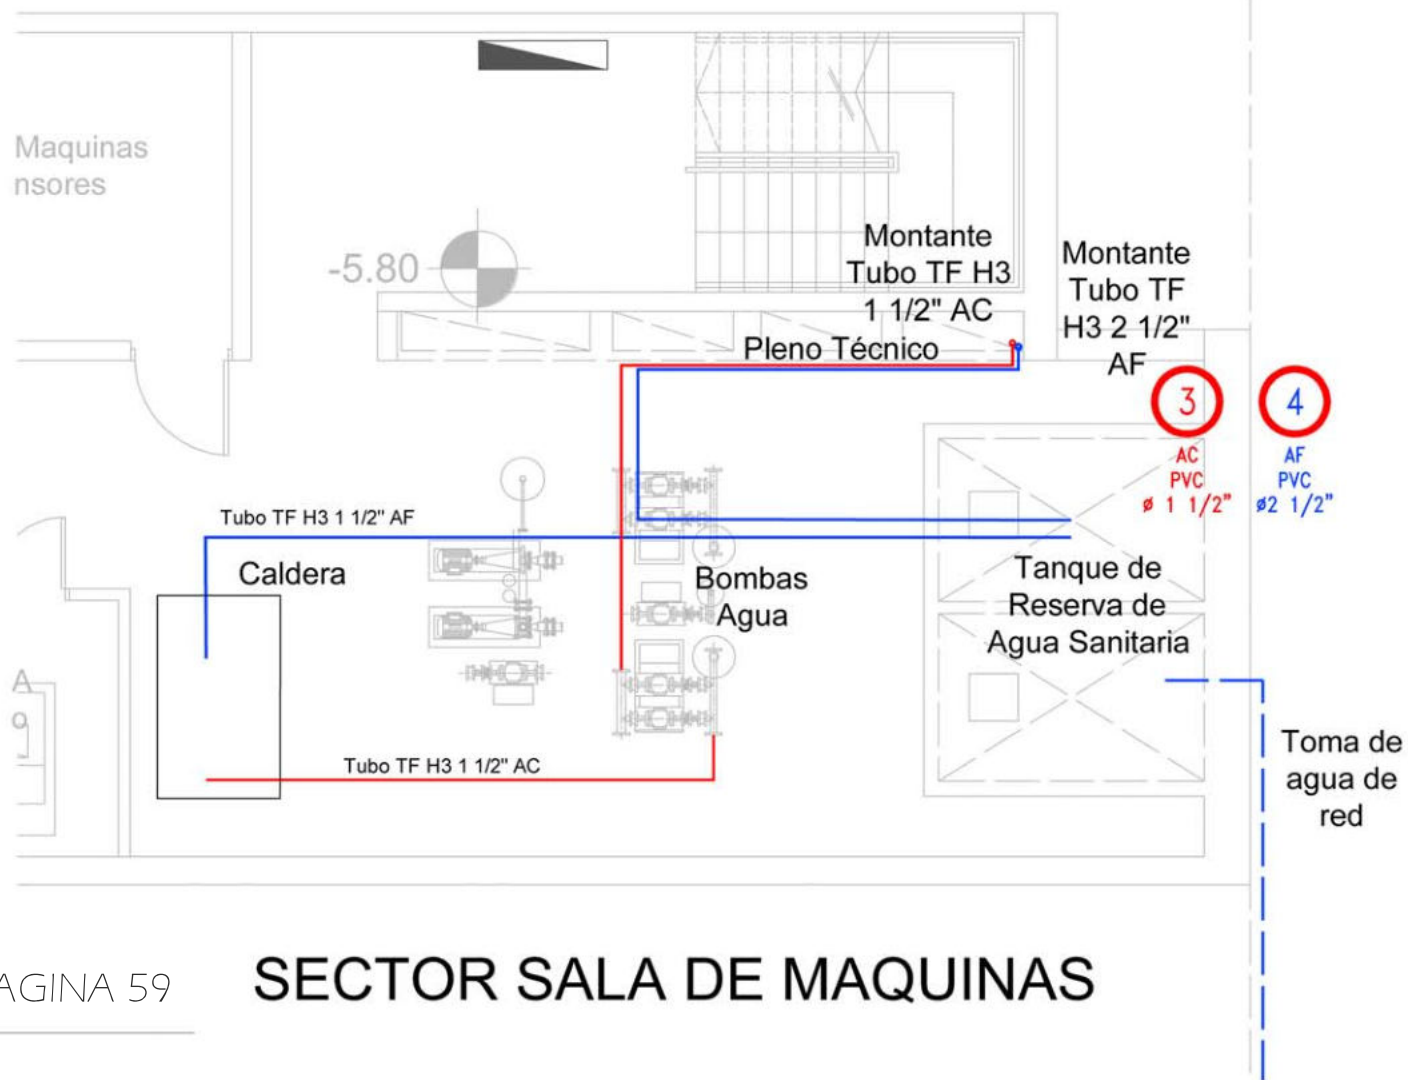 Maquinas
nsores
-5.80
Montante
Tubo TF H3
1 1/2" AC
Montante
Tubo TF
H3 2 1/2"
AF
Pleno Técnico
3
AC
PVC
ø 1 1/2"
4
AF
PVC
ø2 1/2"
Tubo TF H3 1 1/2" AF
Caldera
Bombas
Agua
Tanque de
Reserva de
Agua Sanitaria
A
o
Tubo TF H3 1 1/2" AC
Toma de
agua de
red
AGINA 59
SECTOR SALA DE MAQUINAS